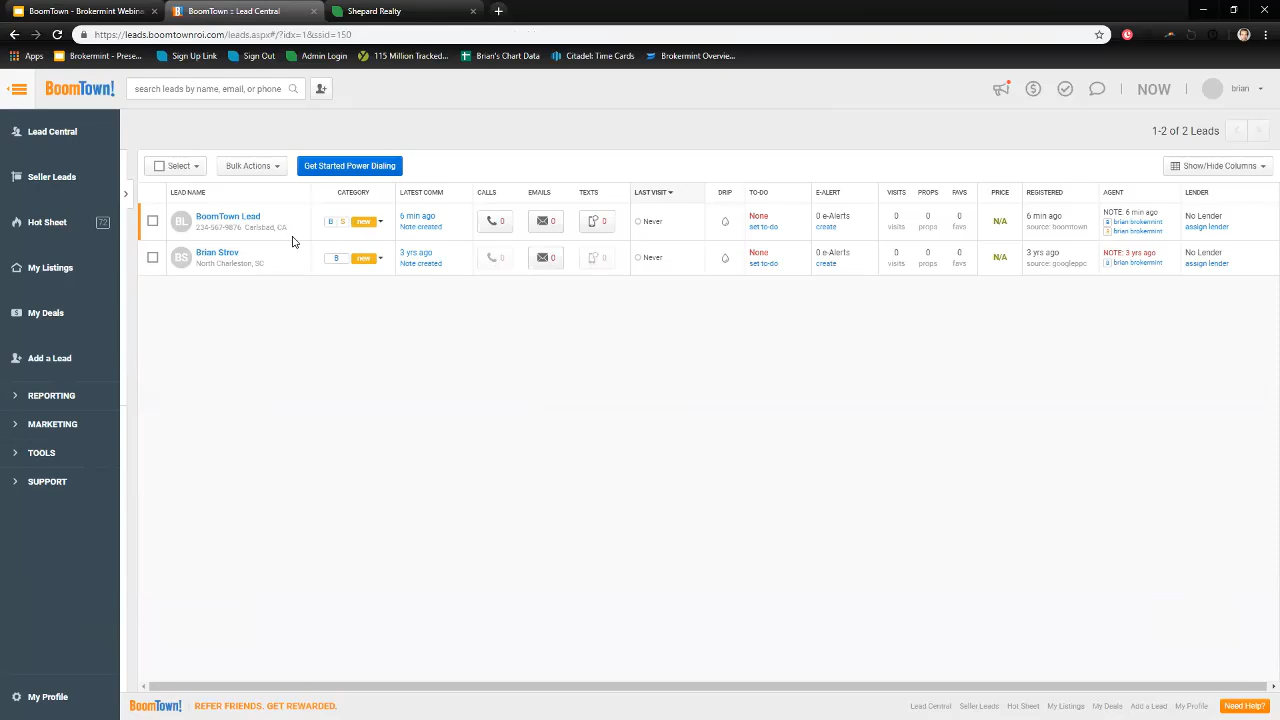 BoomTown - Brokermint Webina
BoomTown :: Lead Central
Shepard Realty
https://leads.boomtownroi.com/leads.aspx#/?idx=1&ssid=150
Apps
Brokermint - Prese...
Sign Up Link
Sign Out
Admin Login
115 Million Tracked...
Brian's Chart Data
Citadel: Time Cards
Brokermint Overvie...
BoomTown!
search leads by name, email, or phone
NOW
brian
Lead Central
Seller Leads
Hot Sheet 72
My Listings
My Deals
Add a Lead
REPORTING
MARKETING
TOOLS
SUPPORT
My Profile
1-2 of 2 Leads
Select
Bulk Actions
Get Started Power Dialing
Show/Hide Columns
LEAD NAME CATEGORY LATEST COMM CALLS EMAILS TEXTS LAST VISIT DRIP TO-DO E-ALERT VISITS PROPS FAVS PRICE REGISTERED AGENT LENDER
BL BoomTown Lead B S new 6 min ago 0 0 0 Never None 0 e-Alerts 0 0 0 N/A 6 min ago NOTE: 6 min ago No Lender
234-567-9876 Carlsbad, CA Note created set to-do create visits props favs source: boomtown B brian brokermint assign lender
S brian brokermint
BS Brian Strov B new 3 yrs ago 0 0 0 Never None 0 e-Alerts 0 0 0 N/A 3 yrs ago NOTE: 3 yrs ago No Lender
North Charleston, SC Note created set to-do create visits props favs source: googleppc B brian brokermint assign lender
BoomTown! REFER FRIENDS. GET REWARDED.
Lead Central Seller Leads Hot Sheet My Listings My Deals Add a Lead My Profile Need Help?